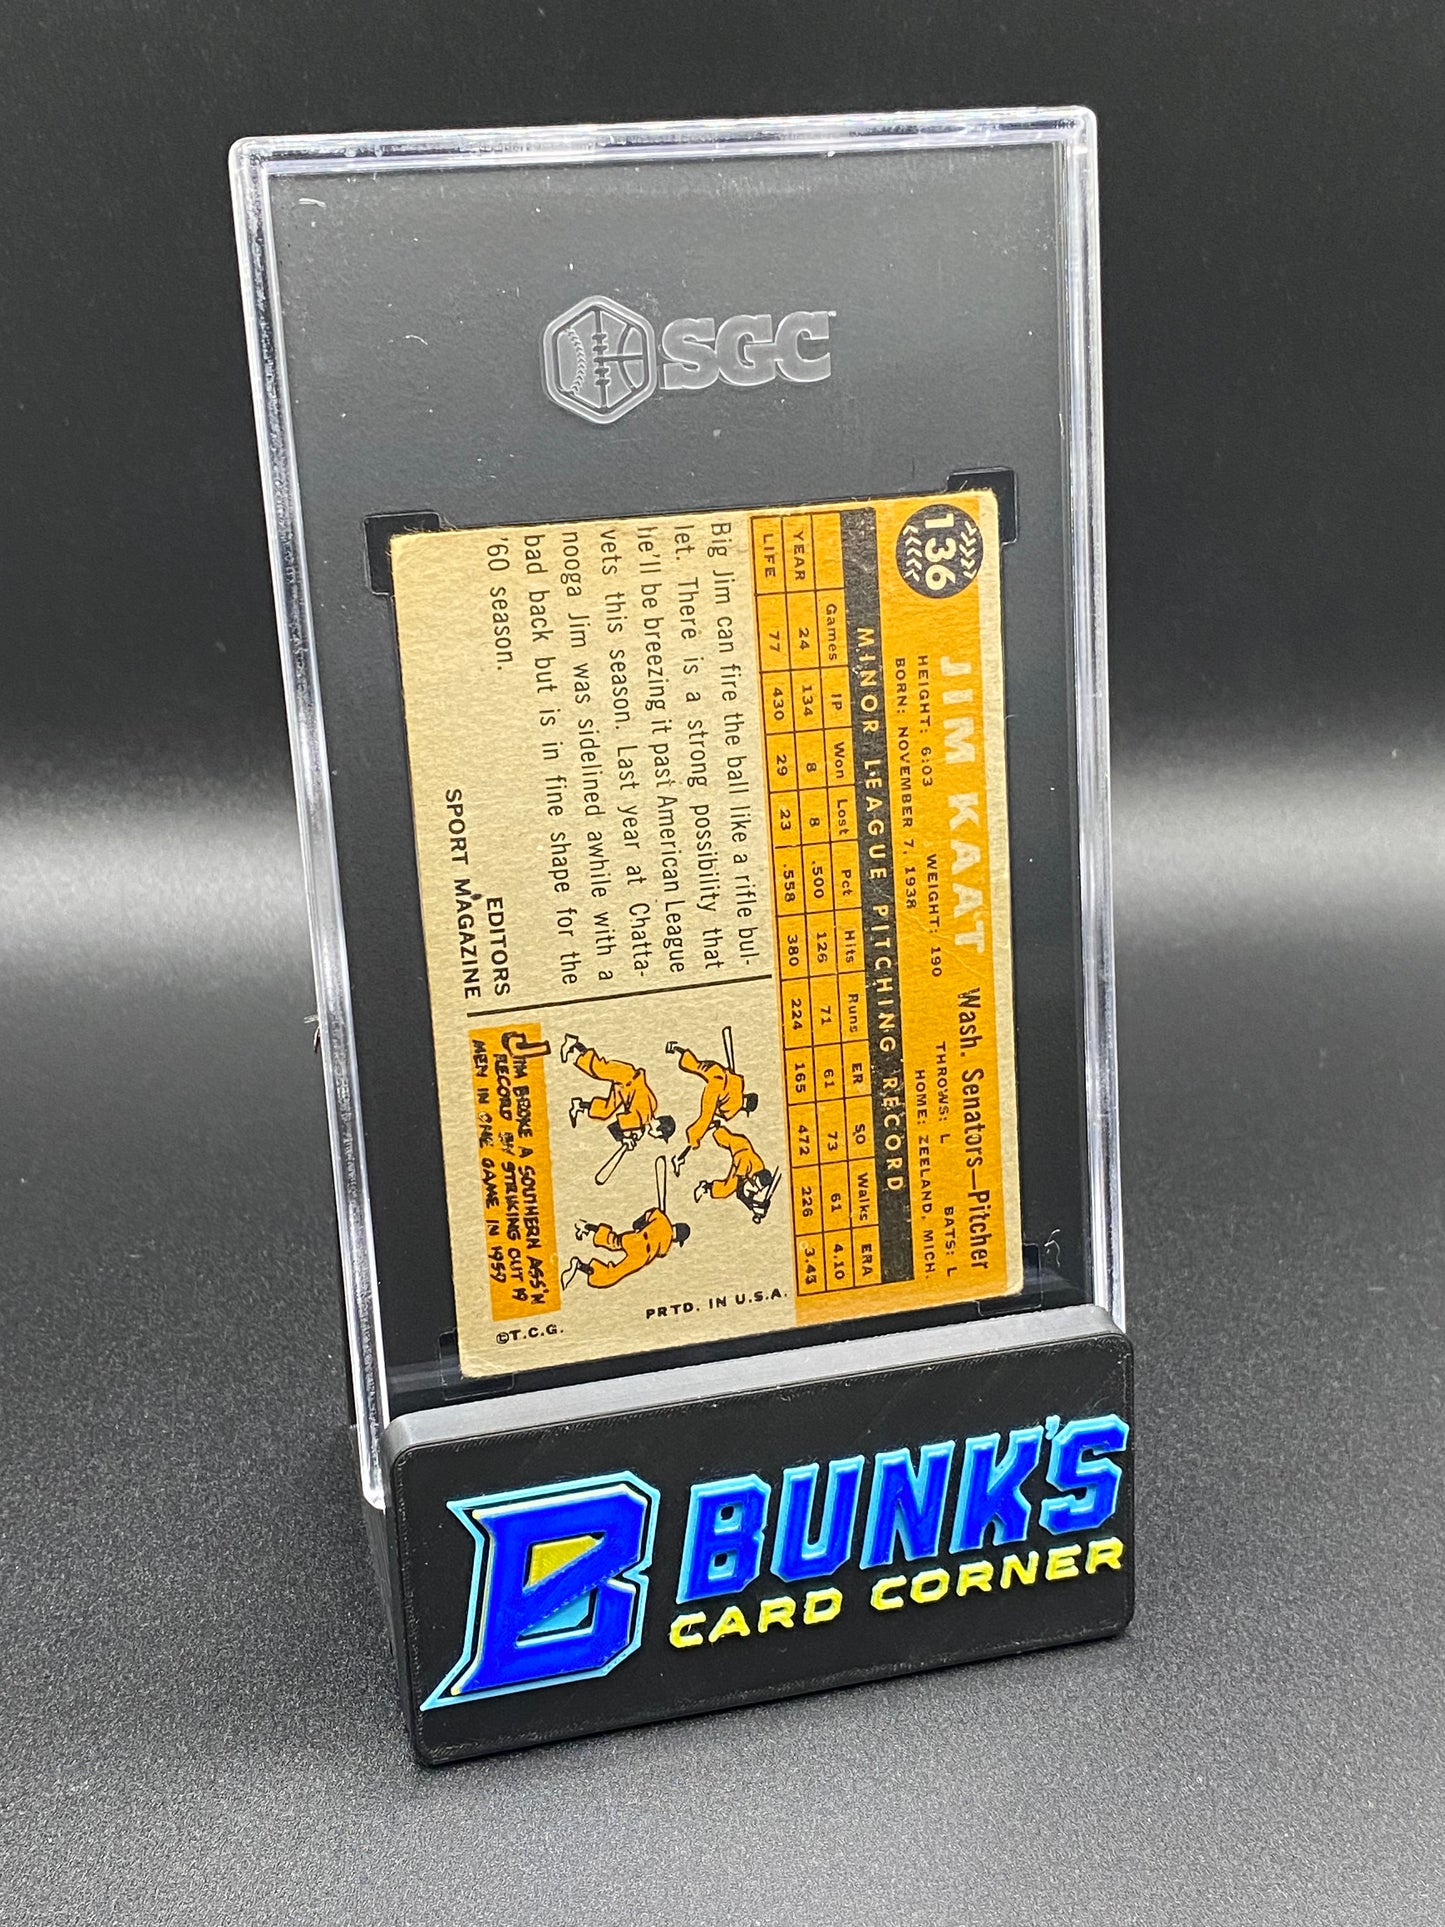 SGC
136
JIM KAAT Wash. Senators—Pitcher
HEIGHT: 6:03 WEIGHT: 190 THROWS: L BATS: L
BORN: NOVEMBER 7, 1938 HOME: ZEELAND, MICH.
MINOR LEAGUE PITCHING RECORD
Games IP Won Lost Pct Hits Runs ER SO Walks ERA
YEAR 24 134 8 8 .500 126 71 61 73 61 4.10
LIFE 77 430 29 23 .558 380 224 165 472 226 3.45
Big Jim can fire the ball like a rifle bul-
let. There is a strong possibility that
he'll be breezing it past American League
vets this season. Last year at Chatta-
nooga Jim was sidelined awhile with a
bad back but is in fine shape for the
'60 season.
EDITORS
SPORT MAGAZINE
JIM BROKE A SOUTHERN ASS'N
RECORD BY STRIKING OUT 19
MEN IN ONE GAME IN 1959
PRTD. IN U.S.A.
©T.C.G.
B
BUNK'S
CARD CORNER